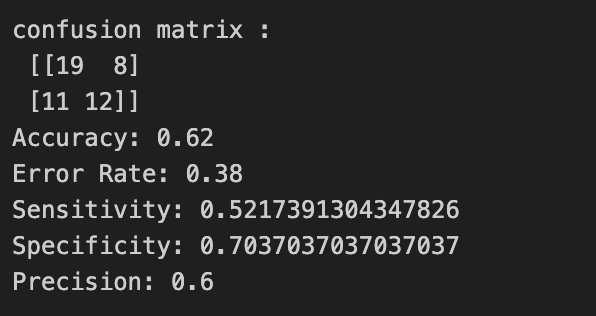 confusion matrix :
[[19  8]
[11 12]]
Accuracy: 0.62
Error Rate: 0.38
Sensitivity: 0.5217391304347826
Specificity: 0.7037037037037037
Precision: 0.6